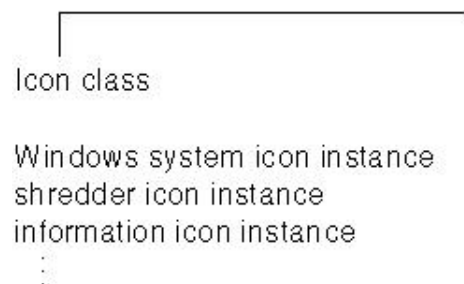 Icon class
Windows system icon instance
shredder icon instance
information icon instance